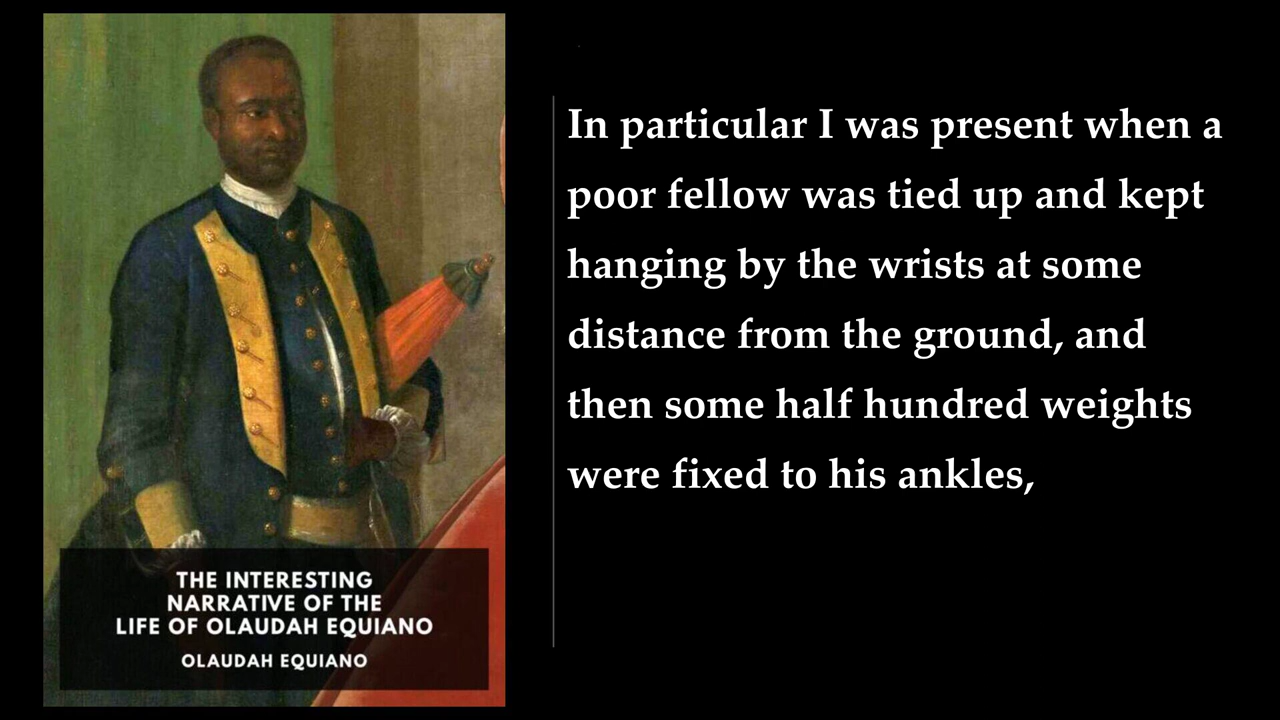 In particular I was present when a
poor fellow was tied up and kept
hanging by the wrists at some
distance from the ground, and
then some half hundred weights
were fixed to his ankles,
THE INTERESTING
NARRATIVE OF THE
LIFE OF OLAUDAH EQUIANO
OLAUDAH EQUIANO